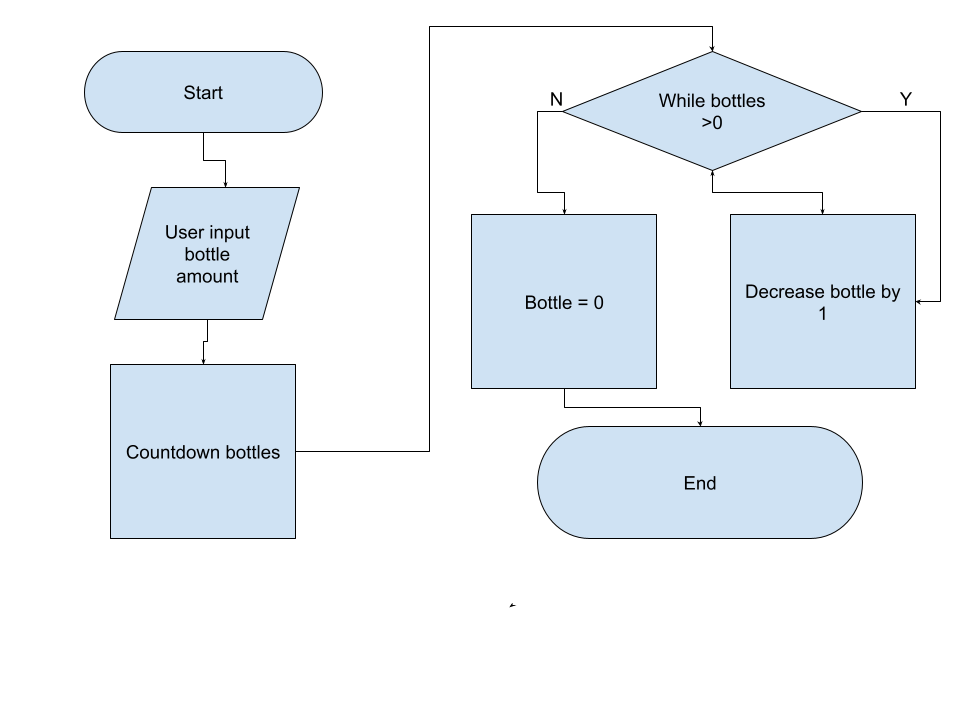 Start
User input
bottle
amount
Countdown bottles
While bottles
>0
N
Y
Bottle = 0
Decrease bottle by
1
End